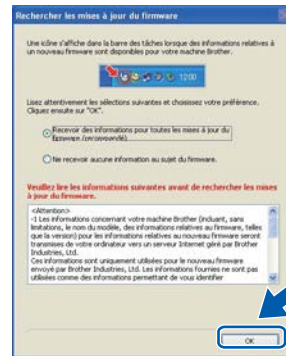 Rechercher les mises à jour du firmware
Une icône s'affiche dans la barre des tâches lorsque des informations relatives à
un nouveau firmware sont disponibles pour votre machine Brother.
12:00
Lisez attentivement les sélections suivantes et choisissez votre préférence.
Cliquez ensuite sur "OK".
Recevoir des informations pour toutes les mises à jour du
firmware (recommandé).
Ne recevoir aucune information au sujet du firmware.
Veuillez lire les informations suivantes avant de rechercher les mises
à jour du firmware.
<Attention>
-1 Les informations concernant votre machine Brother (incluant, sans
limitations, le nom du modèle, des informations relatives au firmware, telles
que la version) pour les informations relatives au nouveau firmware seront
transmises de votre ordinateur vers un serveur Internet géré par Brother
Industries, Ltd.
Ces informations sont uniquement utilisées pour le nouveau firmware
envoyé par Brother Industries, Ltd. Les informations fournies ne sont pas
utilisées comme des informations permettant de vous identifier
OK